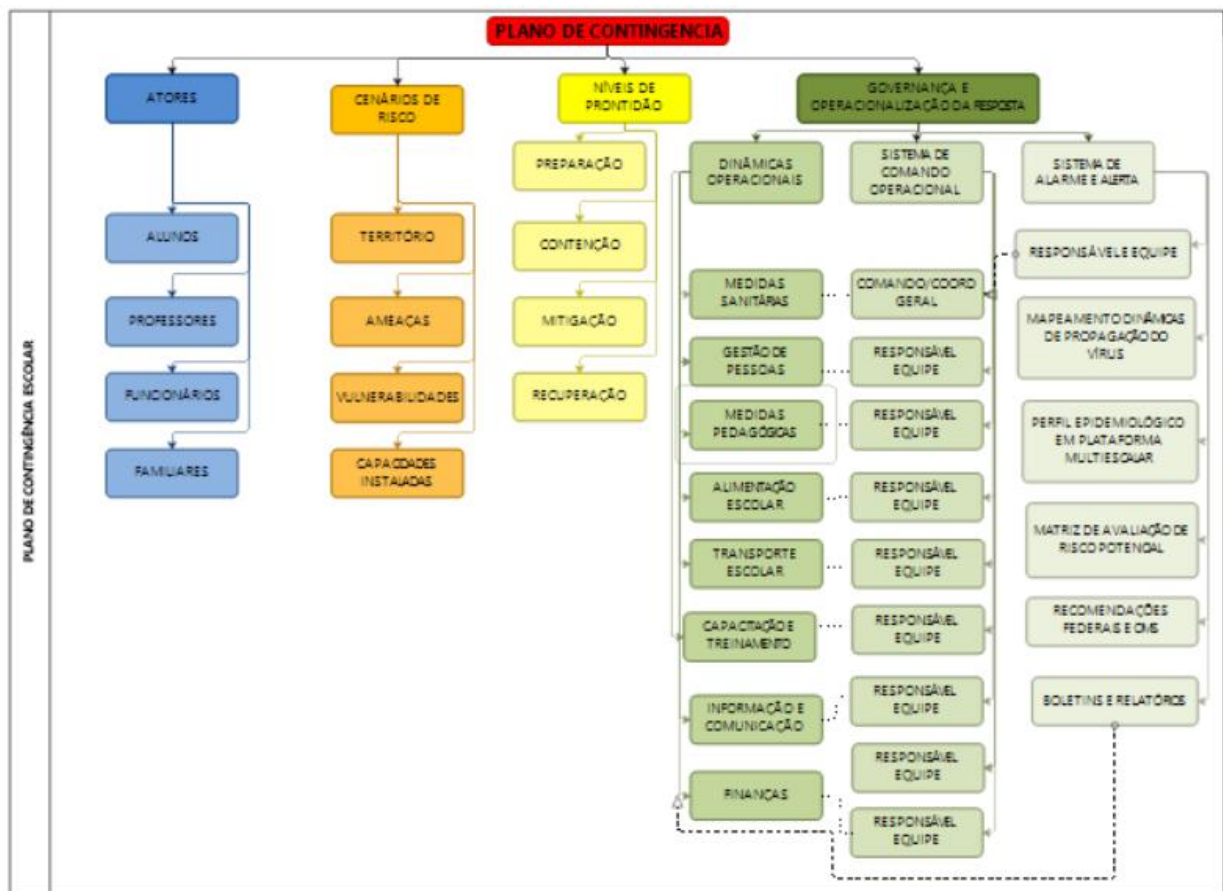 PLANO DE CONTINGÊNCIA ESCOLAR
PLANO DE CONTINGENCIA
ATORES
ALUNOS
PROFESSORES
FUNCIONÁRIOS
FAMILIARES
CENÁRIOS DE
RISCO
TERRITÓRIO
AMEAÇAS
VULNERABILIDADES
CAPACIDADES
INSTALADAS
NÍVEIS DE
PRONTIDÃO
PREPARAÇÃO
CONTENÇÃO
MITIGAÇÃO
RECUPERAÇÃO
GOVERNANÇA E
OPERACIONALIZAÇÃO DA RESPOSTA
DINÂMICAS
OPERACIONAIS
MEDIDAS
SANITÁRIAS
GESTÃO DE
PESSOAS
MEDIDAS
PEDAGÓGICAS
ALIMENTAÇÃO
ESCOLAR
TRANSPORTE
ESCOLAR
CAPACITAÇÃO E
TREINAMENTO
INFORMAÇÃO E
COMUNICAÇÃO
FINANÇAS
SISTEMA DE
COMANDO
OPERACIONAL
COMANDO/COORD
GERAL
RESPONSÁVEL
EQUIPE
RESPONSÁVEL
EQUIPE
RESPONSÁVEL
EQUIPE
RESPONSÁVEL
EQUIPE
RESPONSÁVEL
EQUIPE
RESPONSÁVEL
EQUIPE
RESPONSÁVEL
EQUIPE
RESPONSÁVEL
EQUIPE
SISTEMA DE
ALARME E ALERTA
RESPONSÁVEL E EQUIPE
MAPEAMENTO DINÂMICAS
DE PROPAGAÇÃO DO
VÍRUS
PERFIL EPIDEMIOLÓGICO
EM PLATAFORMA
MULTIESCALAR
MATRIZ DE AVALIAÇÃO DE
RISCO POTENCIAL
RECOMENDAÇÕES
FEDERAIS E OMS
BOLETINS E RELATÓRIOS